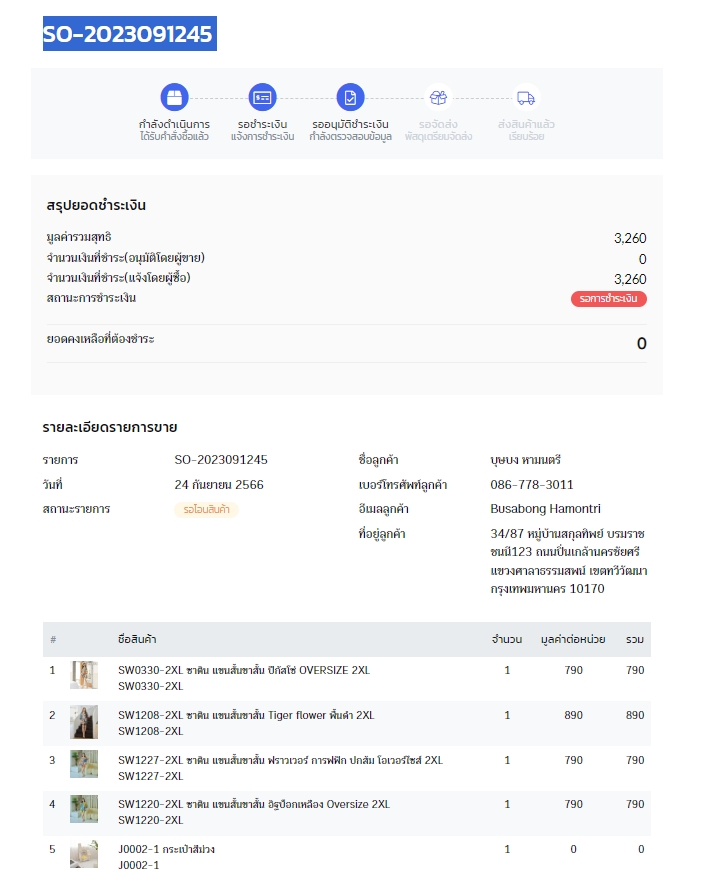 SO-2023091245
กำลังดำเนินการ
ได้รับคำสั่งซื้อแล้ว
รอชำระเงิน
แจ้งการชำระเงิน
รออนุมัติชำระเงิน
กำลังตรวจสอบข้อมูล
รอจัดส่ง
พัสดุเตรียมจัดส่ง
ส่งสินค้าแล้ว
เรียบร้อย
สรุปยอดชำระเงิน
มูลค่ารวมสุทธิ 3,260
จำนวนเงินที่ชำระ(อนุมัติโดยผู้ขาย) 0
จำนวนเงินที่ชำระ(แจ้งโดยผู้ซื้อ) 3,260
สถานะการชำระเงิน รอการชำระเงิน
ยอดคงเหลือที่ต้องชำระ 0
รายละเอียดรายการขาย
รายการ SO-2023091245
วันที่ 24 กันยายน 2566
สถานะรายการ รอโอนสินค้า
ชื่อลูกค้า บุษบง หามนตรี
เบอร์โทรศัพท์ลูกค้า 086-778-3011
อีเมลลูกค้า Busabong Hamontri
ที่อยู่ลูกค้า 34/87 หมู่บ้านสกุลทิพย์ บรมราช
ชนนี123 ถนนปิ่นเกล้านครชัยศรี
แขวงศาลาธรรมสพน์ เขตทวีวัฒนา
กรุงเทพมหานคร 10170
# ชื่อสินค้า จำนวน มูลค่าต่อหน่วย รวม
1 SW0330-2XL ซาติน แขนสั้นขาสั้น ปีกัสโซ่ OVERSIZE 2XL 1 790 790
SW0330-2XL
2 SW1208-2XL ซาติน แขนสั้นขาสั้น Tiger flower พื้นดำ 2XL 1 890 890
SW1208-2XL
3 SW1227-2XL ซาติน แขนสั้นขาสั้น ฟราวเวอร์ การฟฟิก ปกส้ม โอเวอร์ไซส์ 2XL 1 790 790
SW1227-2XL
4 SW1220-2XL ซาติน แขนสั้นขาสั้น อิฐบ๊อกเหลือง Oversize 2XL 1 790 790
SW1220-2XL
5 J0002-1 กระเป๋าสีม่วง 1 0 0
J0002-1